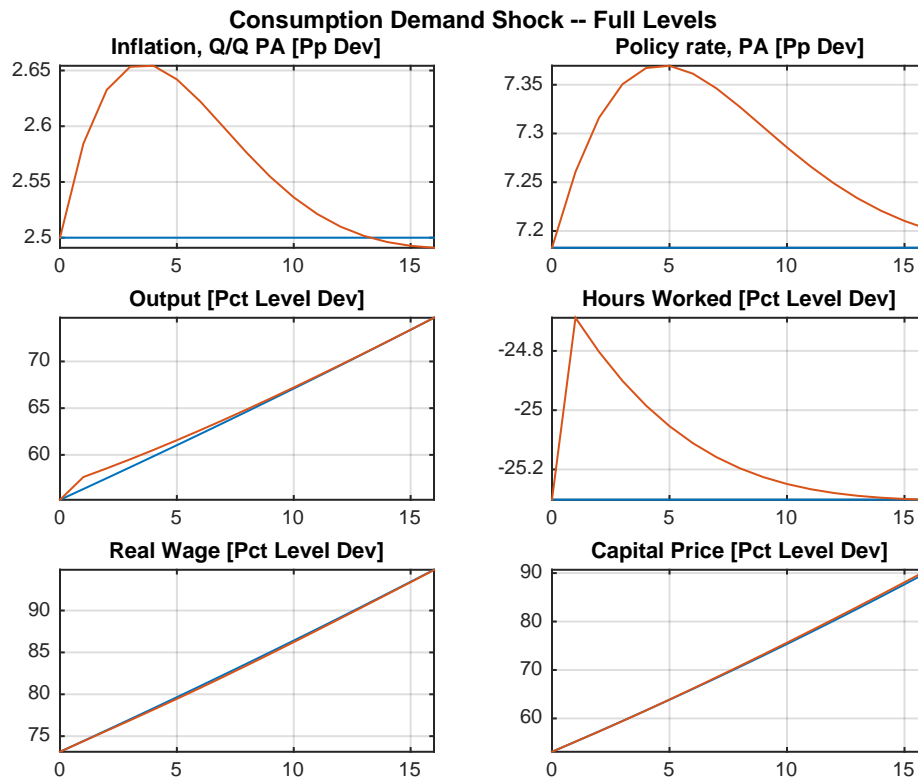 Consumption Demand Shock -- Full Levels
Inflation, Q/Q PA [Pp Dev]
2.65
2.6
2.55
2.5
0 5 10 15
Policy rate, PA [Pp Dev]
7.35
7.3
7.25
7.2
0 5 10 15
Output [Pct Level Dev]
70
65
60
0 5 10 15
Hours Worked [Pct Level Dev]
-24.8
-25
-25.2
0 5 10 15
Real Wage [Pct Level Dev]
90
85
80
75
0 5 10 15
Capital Price [Pct Level Dev]
90
80
70
60
0 5 10 15